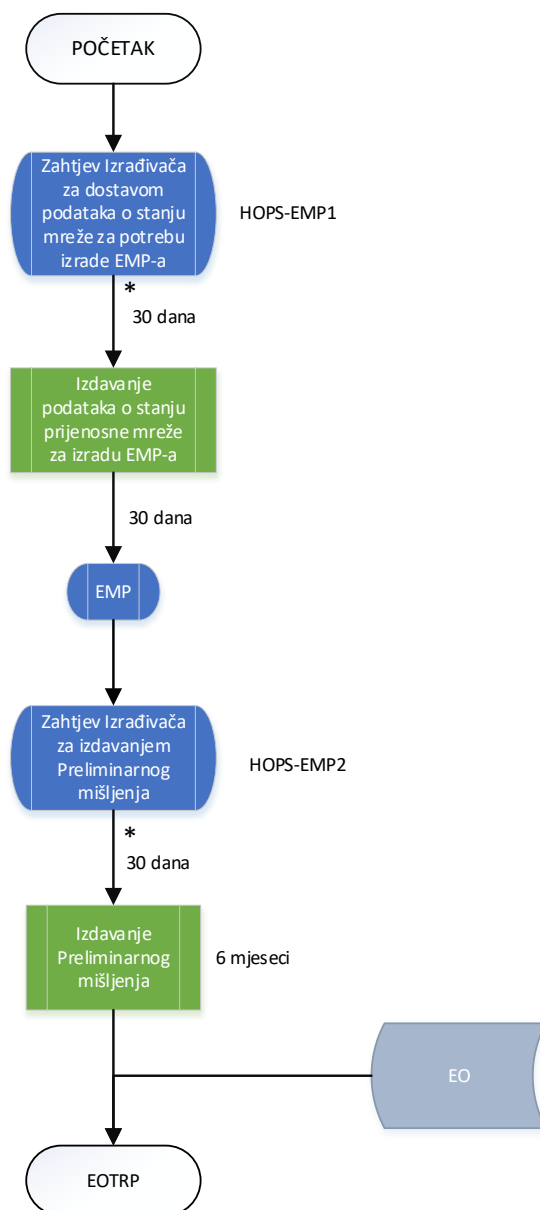 POČETAK
Zahtjev Izrađivača
za dostavom
podataka o stanju
mreže za potrebu
izrade EMP-a
HOPS-EMP1
*
30 dana
Izdavanje
podataka o stanju
prijenosne mreže
za izradu EMP-a
30 dana
EMP
Zahtjev Izrađivača
za izdavanjem
Preliminarnog
mišljenja
HOPS-EMP2
*
30 dana
Izdavanje
Preliminarnog
mišljenja
6 mjeseci
EO
EOTRP